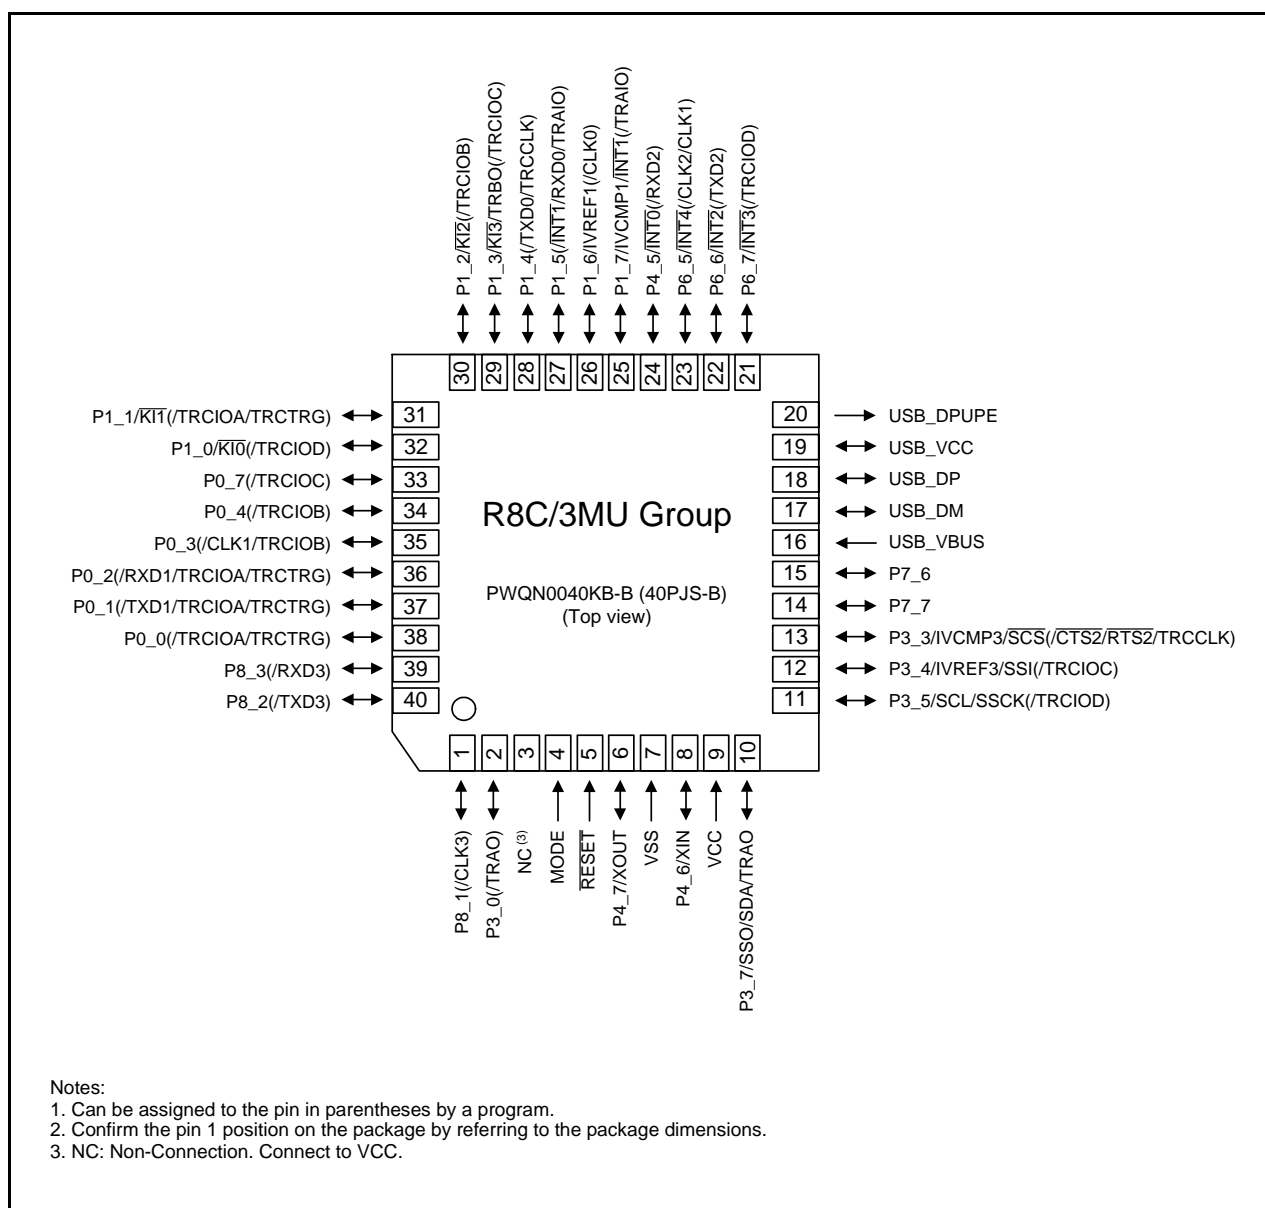 P1_2/KI2(/TRCIOB)
P1_3/KI3/TRBO(/TRCIOC)
P1_4(/TXD0/TRCCLK)
P1_5(/INT1/RXD0/TRAIO)
P1_6/IVREF1(/CLK0)
P1_7/IVCMP1/INT1(/TRAIO)
P4_5/INT0(/RXD2)
P6_5/INT4(/CLK2/CLK1)
P6_6/INT2(/TXD2)
P6_7/INT3(/TRCIOD)
30 29 28 27 26 25 24 23 22 21
P1_1/KI1(/TRCIOA/TRCTRG) 31
P1_0/KI0(/TRCIOD) 32
P0_7(/TRCIOC) 33
P0_4(/TRCIOB) 34
P0_3(/CLK1/TRCIOB) 35
P0_2(/RXD1/TRCIOA/TRCTRG) 36
P0_1(/TXD1/TRCIOA/TRCTRG) 37
P0_0(/TRCIOA/TRCTRG) 38
P8_3(/RXD3) 39
P8_2(/TXD3) 40
R8C/3MU Group
PWQN0040KB-B (40PJS-B)
(Top view)
20 USB_DPUPE
19 USB_VCC
18 USB_DP
17 USB_DM
16 USB_VBUS
15 P7_6
14 P7_7
13 P3_3/IVCMP3/SCS(/CTS2/RTS2/TRCCLK)
12 P3_4/IVREF3/SSI(/TRCIOC)
11 P3_5/SCL/SSCK(/TRCIOD)
1 2 3 4 5 6 7 8 9 10
P8_1(/CLK3)
P3_0(/TRAO)
NC(3)
MODE
RESET
P4_7/XOUT
VSS
P4_6/XIN
VCC
P3_7/SSO/SDA/TRAO
Notes:
1. Can be assigned to the pin in parentheses by a program.
2. Confirm the pin 1 position on the package by referring to the package dimensions.
3. NC: Non-Connection. Connect to VCC.